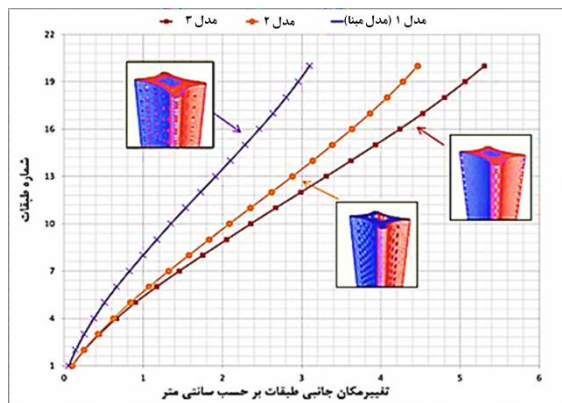 مدل ۱ (مدل مبنا) مدل ۲ مدل ۳
22
19
16
13
10
7
4
1
شماره طبقات
0 1 2 3 4 5 6
تغییرمکان جانبی طبقات بر حسب سانتی متر